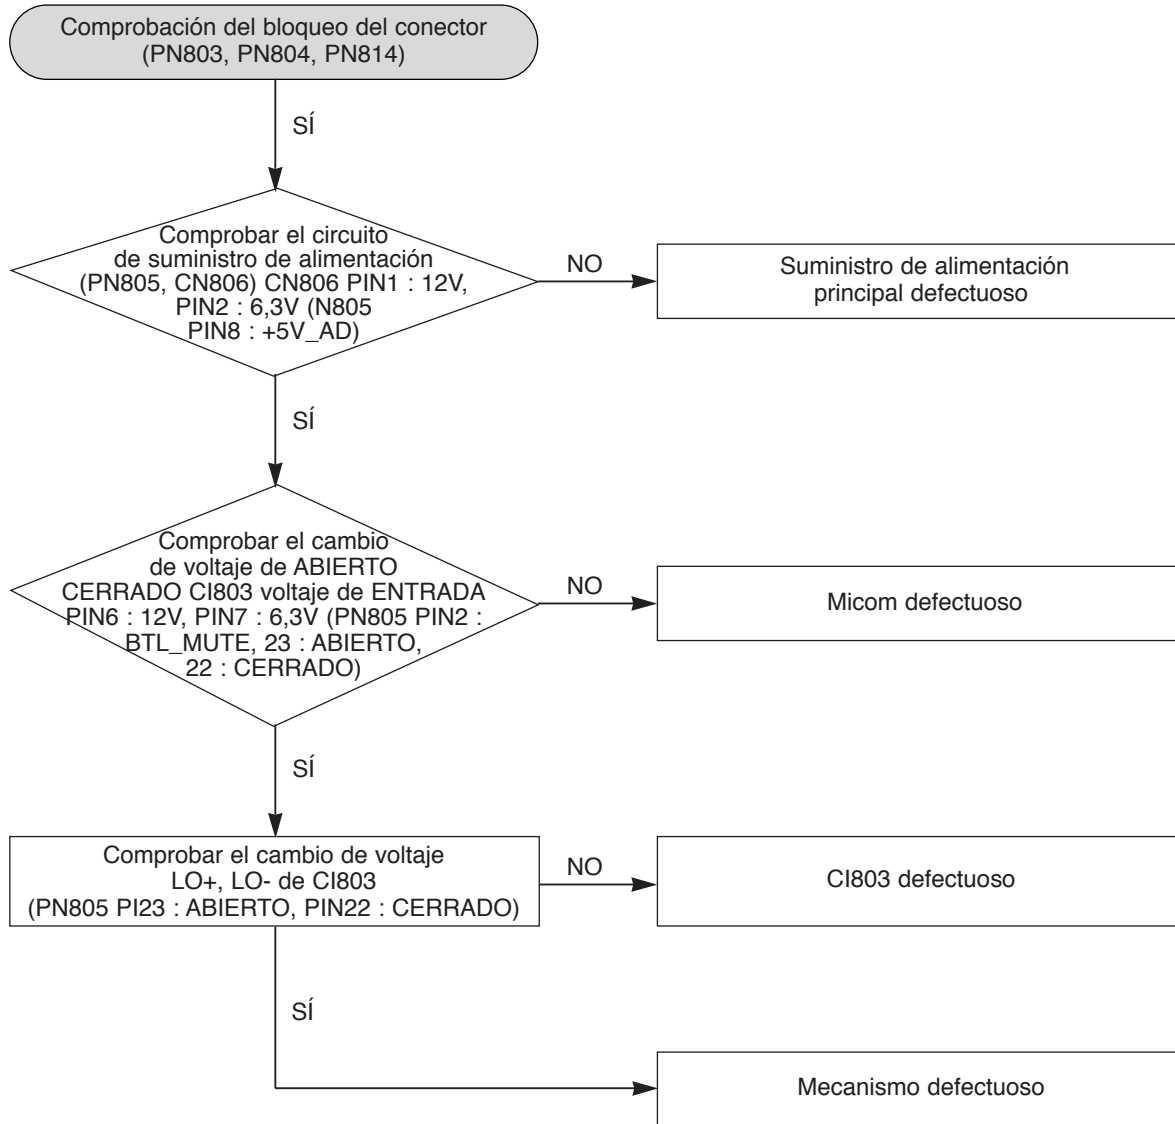 Comprobación del bloqueo del conector
(PN803, PN804, PN814)
SÍ
Comprobar el circuito
de suministro de alimentación
(PN805, CN806) CN806 PIN1 : 12V,
PIN2 : 6,3V (N805
PIN8 : +5V_AD)
NO
Suministro de alimentación
principal defectuoso
SÍ
Comprobar el cambio
de voltaje de ABIERTO
CERRADO CI803 voltaje de ENTRADA
PIN6 : 12V, PIN7 : 6,3V (PN805 PIN2 :
BTL_MUTE, 23 : ABIERTO,
22 : CERRADO)
NO
Micom defectuoso
SÍ
Comprobar el cambio de voltaje
LO+, LO- de CI803
(PN805 PI23 : ABIERTO, PIN22 : CERRADO)
NO
CI803 defectuoso
SÍ
Mecanismo defectuoso